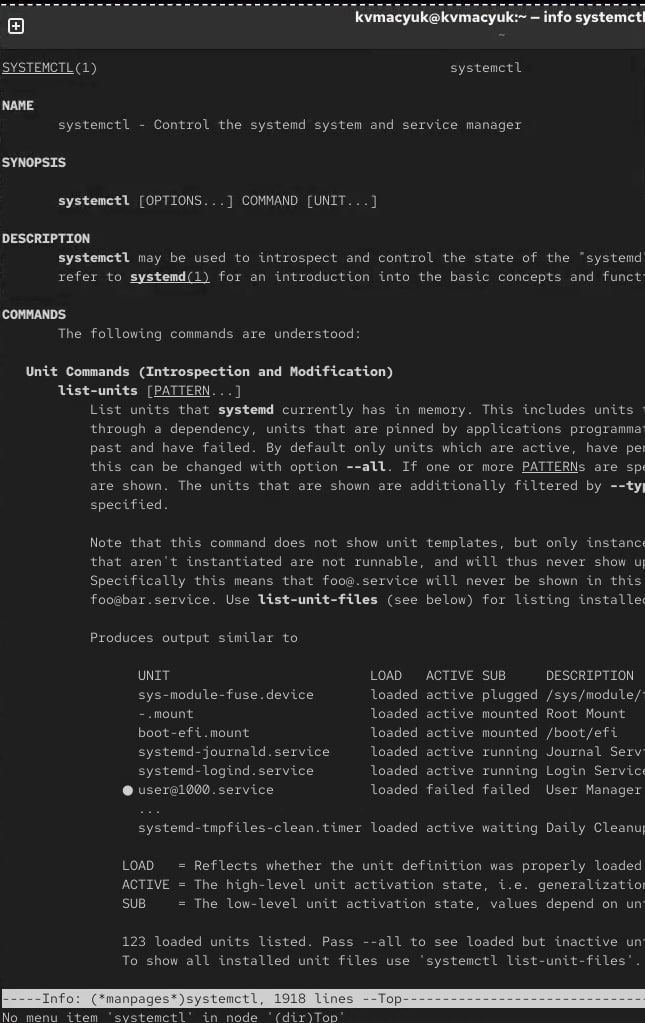 kvmacyuk@kvmacyuk:~ — info systemctl
~
SYSTEMCTL(1) systemctl
NAME
systemctl - Control the systemd system and service manager
SYNOPSIS
systemctl [OPTIONS...] COMMAND [UNIT...]
DESCRIPTION
systemctl may be used to introspect and control the state of the "systemd"
refer to systemd(1) for an introduction into the basic concepts and functi
COMMANDS
The following commands are understood:
Unit Commands (Introspection and Modification)
list-units [PATTERN...]
List units that systemd currently has in memory. This includes units t
through a dependency, units that are pinned by applications programmat
past and have failed. By default only units which are active, have pen
this can be changed with option --all. If one or more PATTERNs are spe
are shown. The units that are shown are additionally filtered by --typ
specified.
Note that this command does not show unit templates, but only instance
that aren't instantiated are not runnable, and will thus never show up
Specifically this means that foo@.service will never be shown in this
foo@bar.service. Use list-unit-files (see below) for listing installed
Produces output similar to
UNIT LOAD ACTIVE SUB DESCRIPTION
sys-module-fuse.device loaded active plugged /sys/module/f
-.mount loaded active mounted Root Mount
boot-efi.mount loaded active mounted /boot/efi
systemd-journald.service loaded active running Journal Servi
systemd-logind.service loaded active running Login Service
● user@1000.service loaded failed failed User Manager
...
systemd-tmpfiles-clean.timer loaded active waiting Daily Cleanup
LOAD = Reflects whether the unit definition was properly loaded
ACTIVE = The high-level unit activation state, i.e. generalization
SUB = The low-level unit activation state, values depend on uni
123 loaded units listed. Pass --all to see loaded but inactive uni
To show all installed unit files use 'systemctl list-unit-files'.
-----Info: (*manpages*)systemctl, 1918 lines --Top------------------------------
No menu item 'systemctl' in node '(dir)Top'